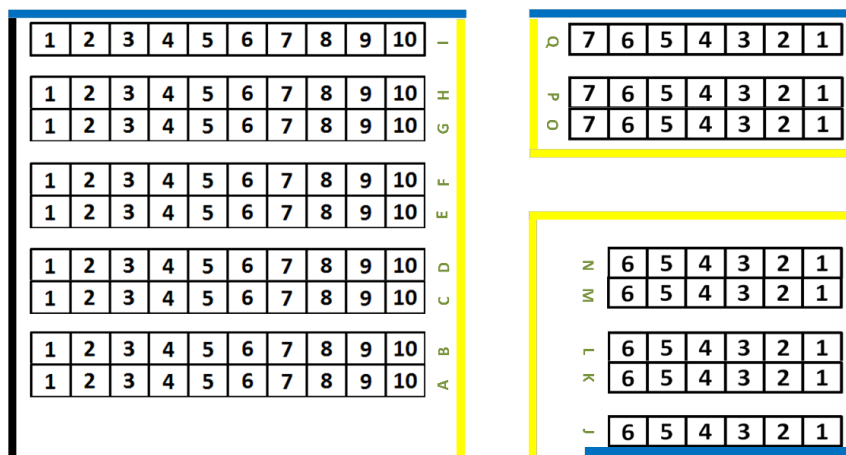 1 2 3 4 5 6 7 8 9 10 I
1 2 3 4 5 6 7 8 9 10 H
1 2 3 4 5 6 7 8 9 10 G
1 2 3 4 5 6 7 8 9 10 F
1 2 3 4 5 6 7 8 9 10 E
1 2 3 4 5 6 7 8 9 10 D
1 2 3 4 5 6 7 8 9 10 C
1 2 3 4 5 6 7 8 9 10 B
1 2 3 4 5 6 7 8 9 10 A
Q 7 6 5 4 3 2 1
P 7 6 5 4 3 2 1
O 7 6 5 4 3 2 1
N 6 5 4 3 2 1
M 6 5 4 3 2 1
L 6 5 4 3 2 1
K 6 5 4 3 2 1
J 6 5 4 3 2 1